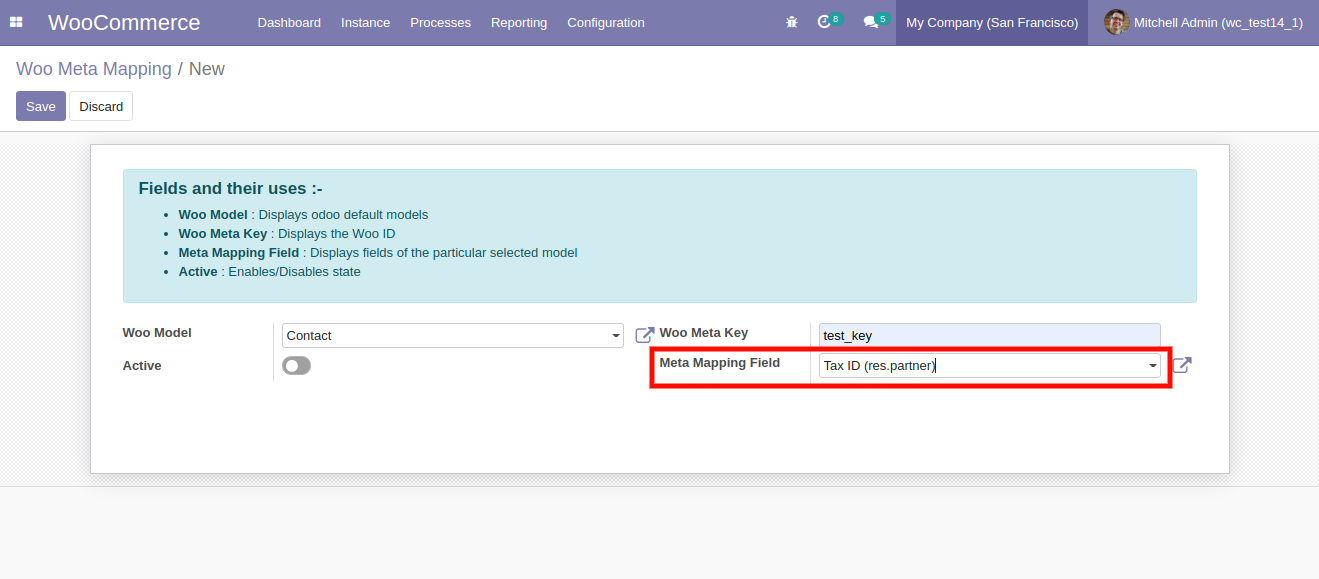 WooCommerce Dashboard Instance Processes Reporting Configuration 8 5 My Company (San Francisco) Mitchell Admin (wc_test14_1)
Woo Meta Mapping / New
Save Discard
Fields and their uses :-
• Woo Model : Displays odoo default models
• Woo Meta Key : Displays the Woo ID
• Meta Mapping Field : Displays fields of the particular selected model
• Active : Enables/Disables state
Woo Model Contact Woo Meta Key test_key
Active Meta Mapping Field Tax ID (res.partner)